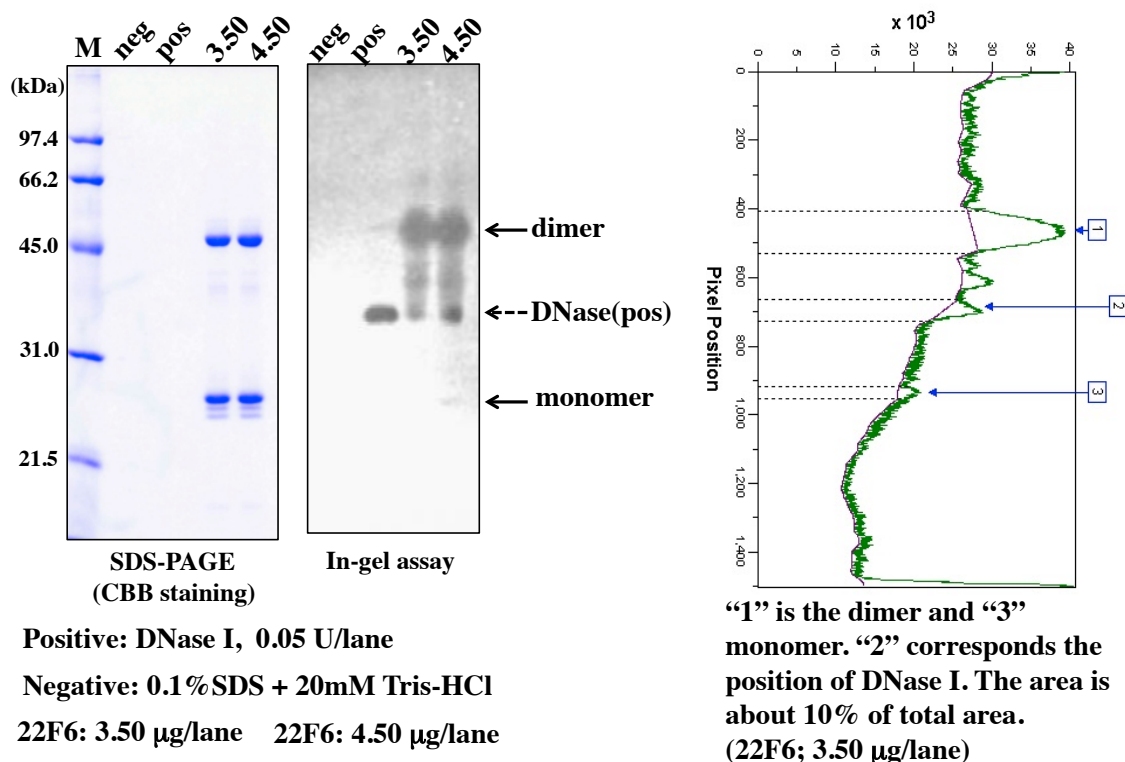 M neg pos 3.50 4.50
(kDa)
97.4
66.2
45.0
31.0
21.5
SDS-PAGE
(CBB staining)
neg pos 3.50 4.50
dimer
DNase(pos)
monomer
In-gel assay
Positive: DNase I, 0.05 U/lane
Negative: 0.1%SDS + 20mM Tris-HCl
22F6: 3.50 μg/lane 22F6: 4.50 μg/lane
x 10³
0 5 10 15 20 25 30 35 40
0
200
400
600
800
1,000
1,200
1,400
Pixel Position
1
2
3
“1” is the dimer and “3”
monomer. “2” corresponds the
position of DNase I. The area is
about 10% of total area.
(22F6; 3.50 μg/lane)